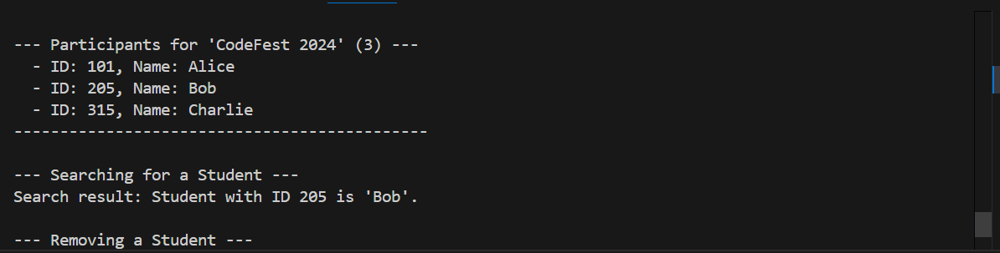 --- Participants for 'CodeFest 2024' (3) ---
  - ID: 101, Name: Alice
  - ID: 205, Name: Bob
  - ID: 315, Name: Charlie
---------------------------------------------
--- Searching for a Student ---
Search result: Student with ID 205 is 'Bob'.
--- Removing a Student ---